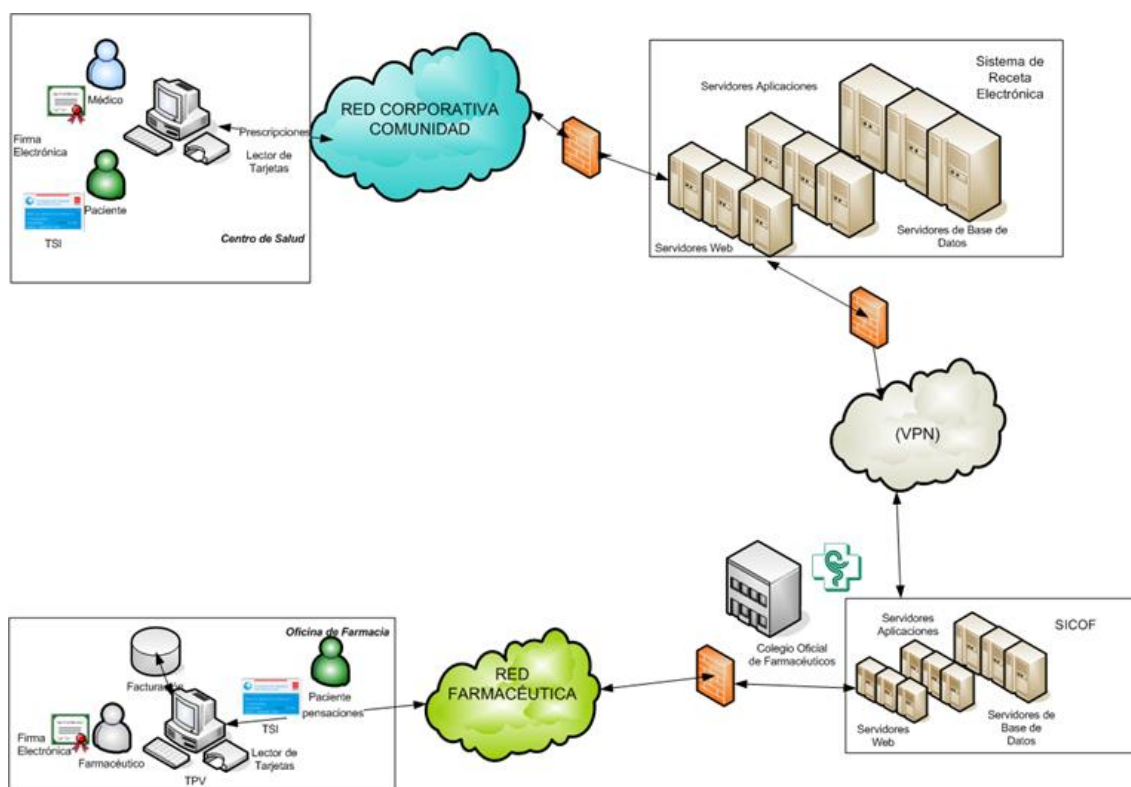 Médico
Firma
Electrónica
Prescripciones
Lector de
Tarjetas
Paciente
TSI
Centro de Salud
RED CORPORATIVA
COMUNIDAD
Sistema de
Receta
Electrónica
Servidores Aplicaciones
Servidores de Base de
Datos
Servidores Web
(VPN)
Colegio Oficial
de Farmacéuticos
SICOF
Servidores
Aplicaciones
Servidores de
Base de
Datos
Servidores
Web
RED
FARMACÉUTICA
Oficina de Farmacia
Facturación
Paciente
pensaciones
TSI
Firma
Electrónica
Farmacéutico
Lector de
Tarjetas
TPV